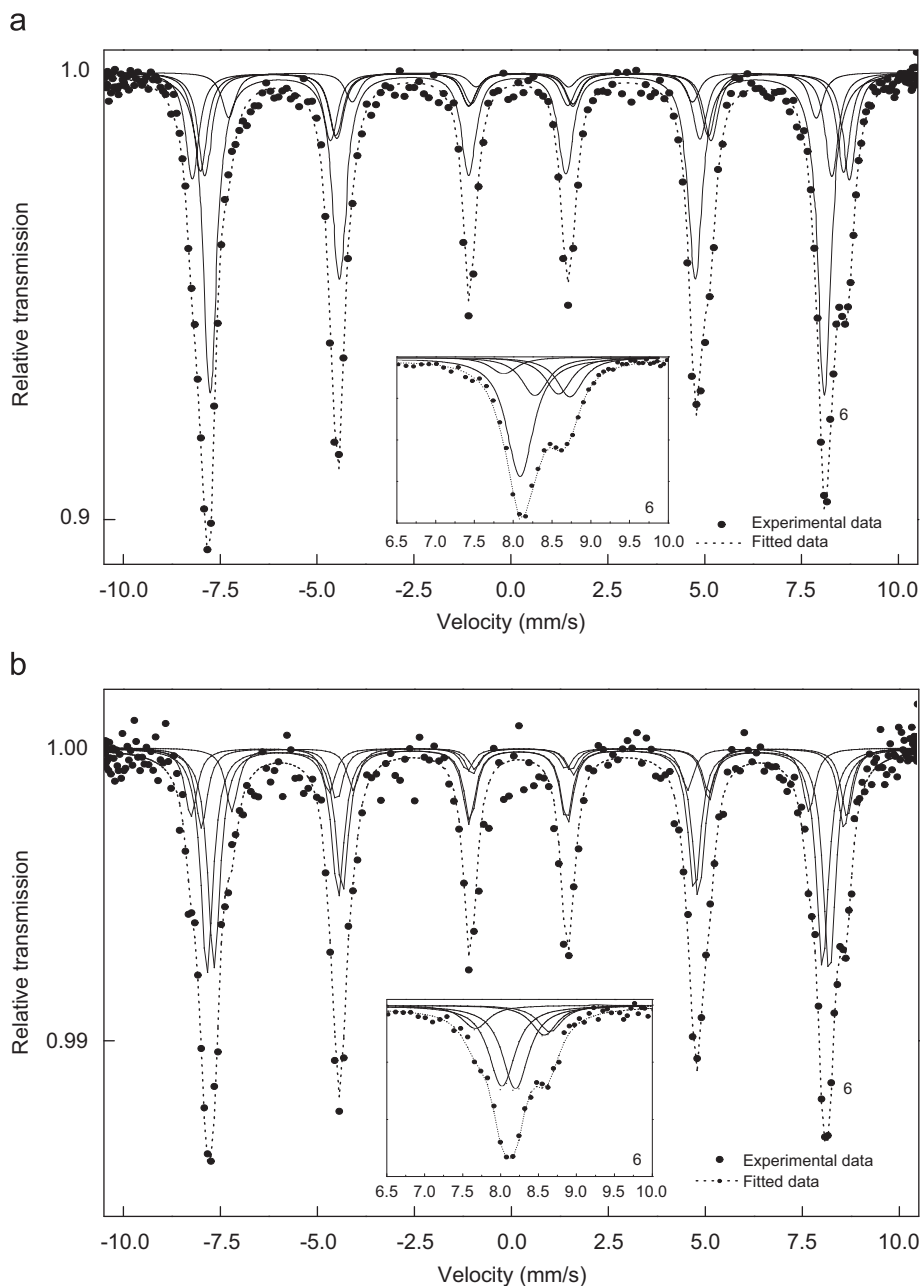 a
1.0
Relative transmission
6
6.5 7.0 7.5 8.0 8.5 9.0 9.5 10.0
6
Experimental data
Fitted data
0.9
-10.0 -7.5 -5.0 -2.5 0.0 2.5 5.0 7.5 10.0
Velocity (mm/s)
b
1.00
Relative transmission
0.99
6
6.5 7.0 7.5 8.0 8.5 9.0 9.5 10.0
6
Experimental data
Fitted data
-10.0 -7.5 -5.0 -2.5 0.0 2.5 5.0 7.5 10.0
Velocity (mm/s)